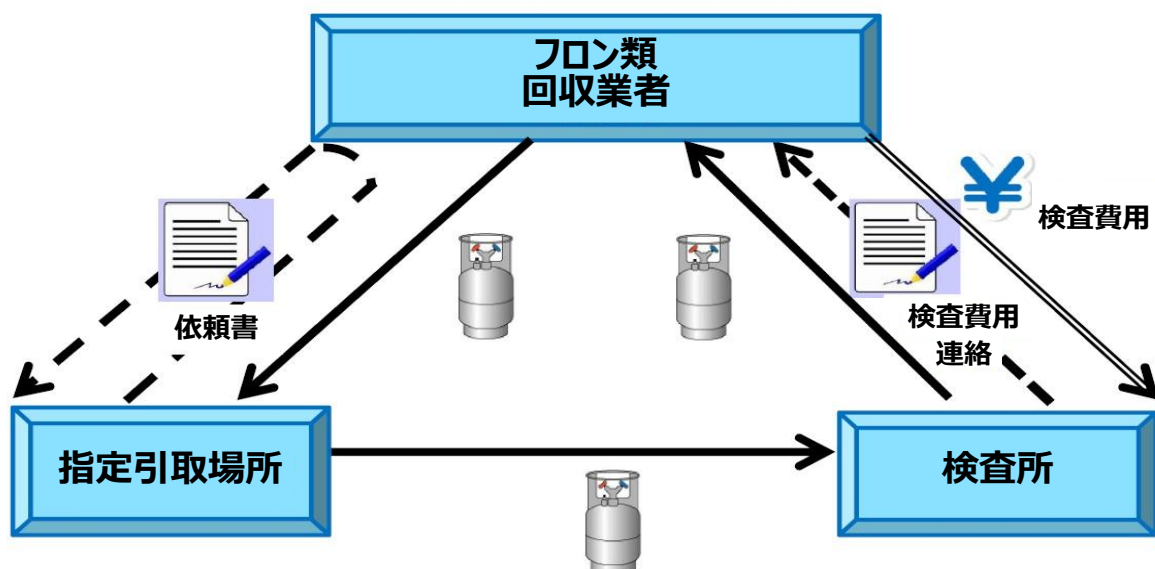 フロン類
回収業者
¥
検査費用
依頼書
検査費用
連絡
指定引取場所
検査所